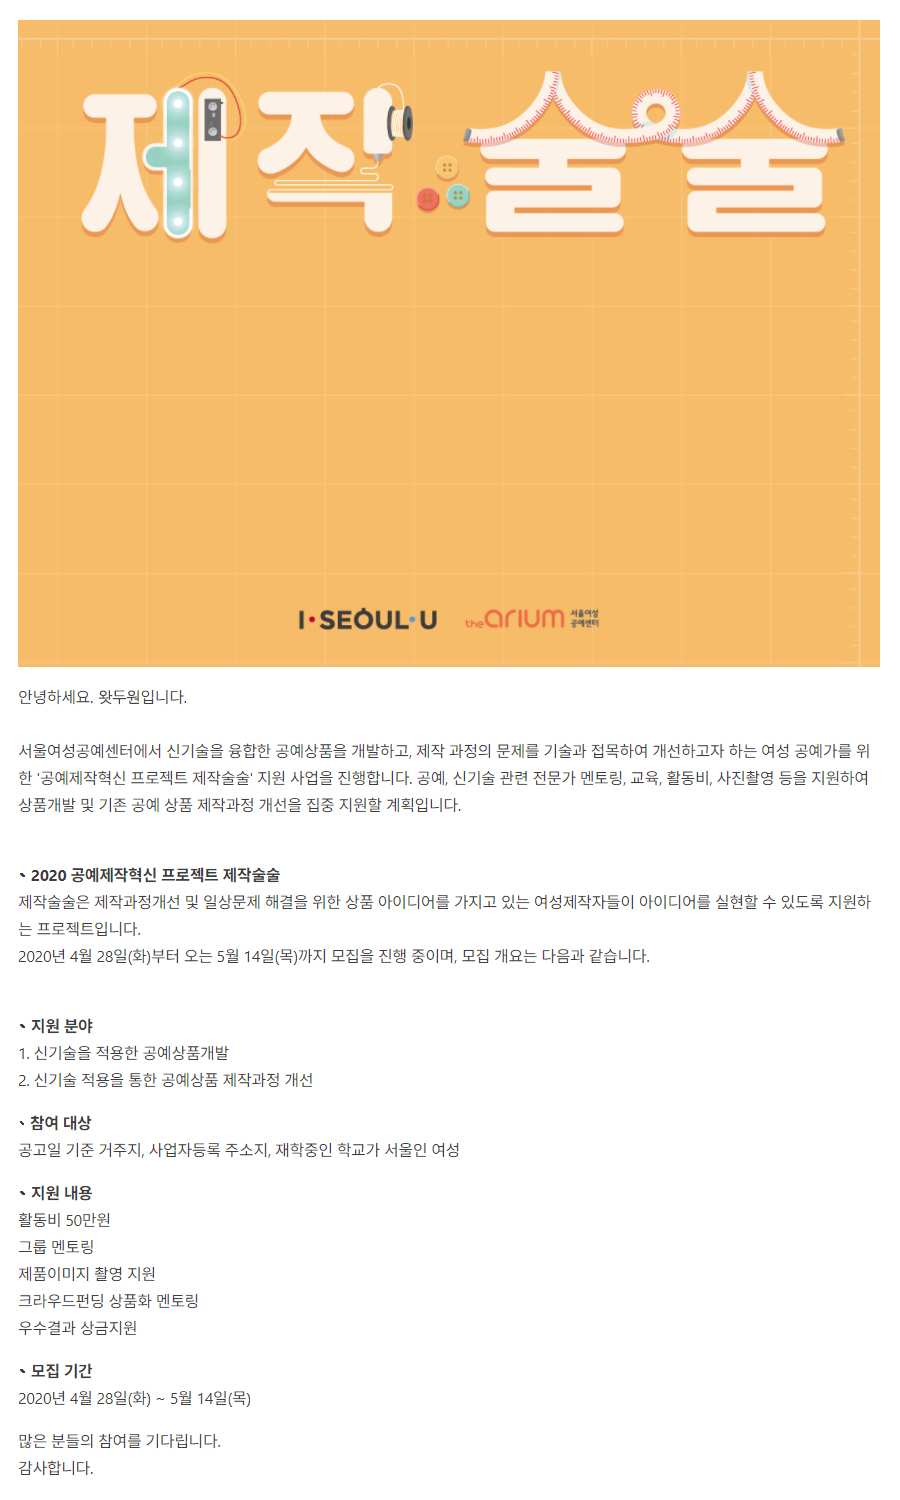 제작술술
I·SEOUL·U
the arium 서울여성
공예센터
안녕하세요. 왓두원입니다.
서울여성공예센터에서 신기술을 융합한 공예상품을 개발하고, 제작 과정의 문제를 기술과 접목하여 개선하고자 하는 여성 공예가를 위
한 '공예제작혁신 프로젝트 제작술술' 지원 사업을 진행합니다. 공예, 신기술 관련 전문가 멘토링, 교육, 활동비, 사진촬영 등을 지원하여
상품개발 및 기존 공예 상품 제작과정 개선을 집중 지원할 계획입니다.
、2020 공예제작혁신 프로젝트 제작술술
제작술술은 제작과정개선 및 일상문제 해결을 위한 상품 아이디어를 가지고 있는 여성제작자들이 아이디어를 실현할 수 있도록 지원하
는 프로젝트입니다.
2020년 4월 28일(화)부터 오는 5월 14일(목)까지 모집을 진행 중이며, 모집 개요는 다음과 같습니다.
、지원 분야
1. 신기술을 적용한 공예상품개발
2. 신기술 적용을 통한 공예상품 제작과정 개선
、참여 대상
공고일 기준 거주지, 사업자등록 주소지, 재학중인 학교가 서울인 여성
、지원 내용
활동비 50만원
그룹 멘토링
제품이미지 촬영 지원
크라우드펀딩 상품화 멘토링
우수결과 상금지원
、모집 기간
2020년 4월 28일(화) ~ 5월 14일(목)
많은 분들의 참여를 기다립니다.
감사합니다.